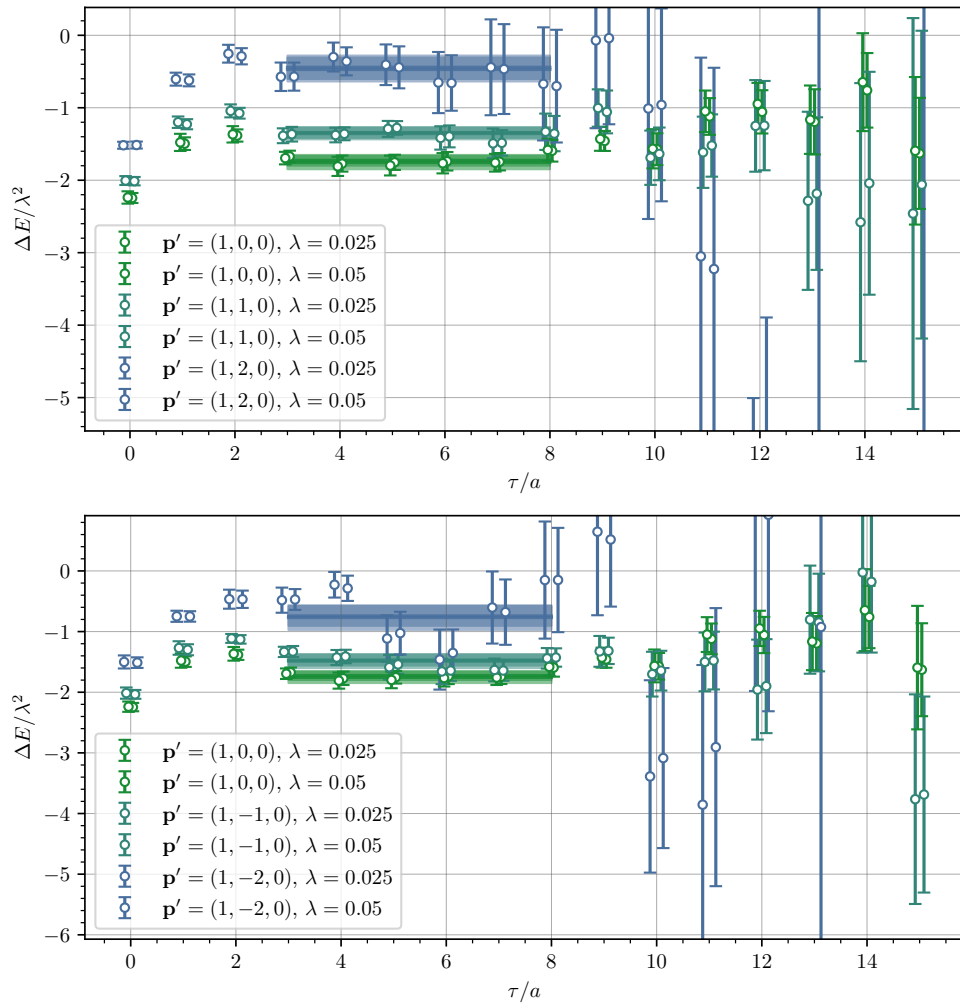 0
−1
−2
−3
−4
−5
ΔE/λ²
p′ = (1, 0, 0), λ = 0.025
p′ = (1, 0, 0), λ = 0.05
p′ = (1, 1, 0), λ = 0.025
p′ = (1, 1, 0), λ = 0.05
p′ = (1, 2, 0), λ = 0.025
p′ = (1, 2, 0), λ = 0.05
0 2 4 6 8 10 12 14
τ/a
0
−1
−2
−3
−4
−5
−6
ΔE/λ²
p′ = (1, 0, 0), λ = 0.025
p′ = (1, 0, 0), λ = 0.05
p′ = (1, −1, 0), λ = 0.025
p′ = (1, −1, 0), λ = 0.05
p′ = (1, −2, 0), λ = 0.025
p′ = (1, −2, 0), λ = 0.05
0 2 4 6 8 10 12 14
τ/a